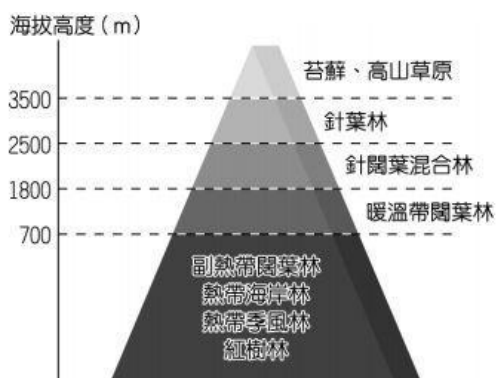 海拔高度（m）
苔蘚、高山草原
3500
針葉林
2500
針闊葉混合林
1800
暖溫帶闊葉林
700
副熱帶闊葉林
熱帶海岸林
熱帶季風林
紅樹林